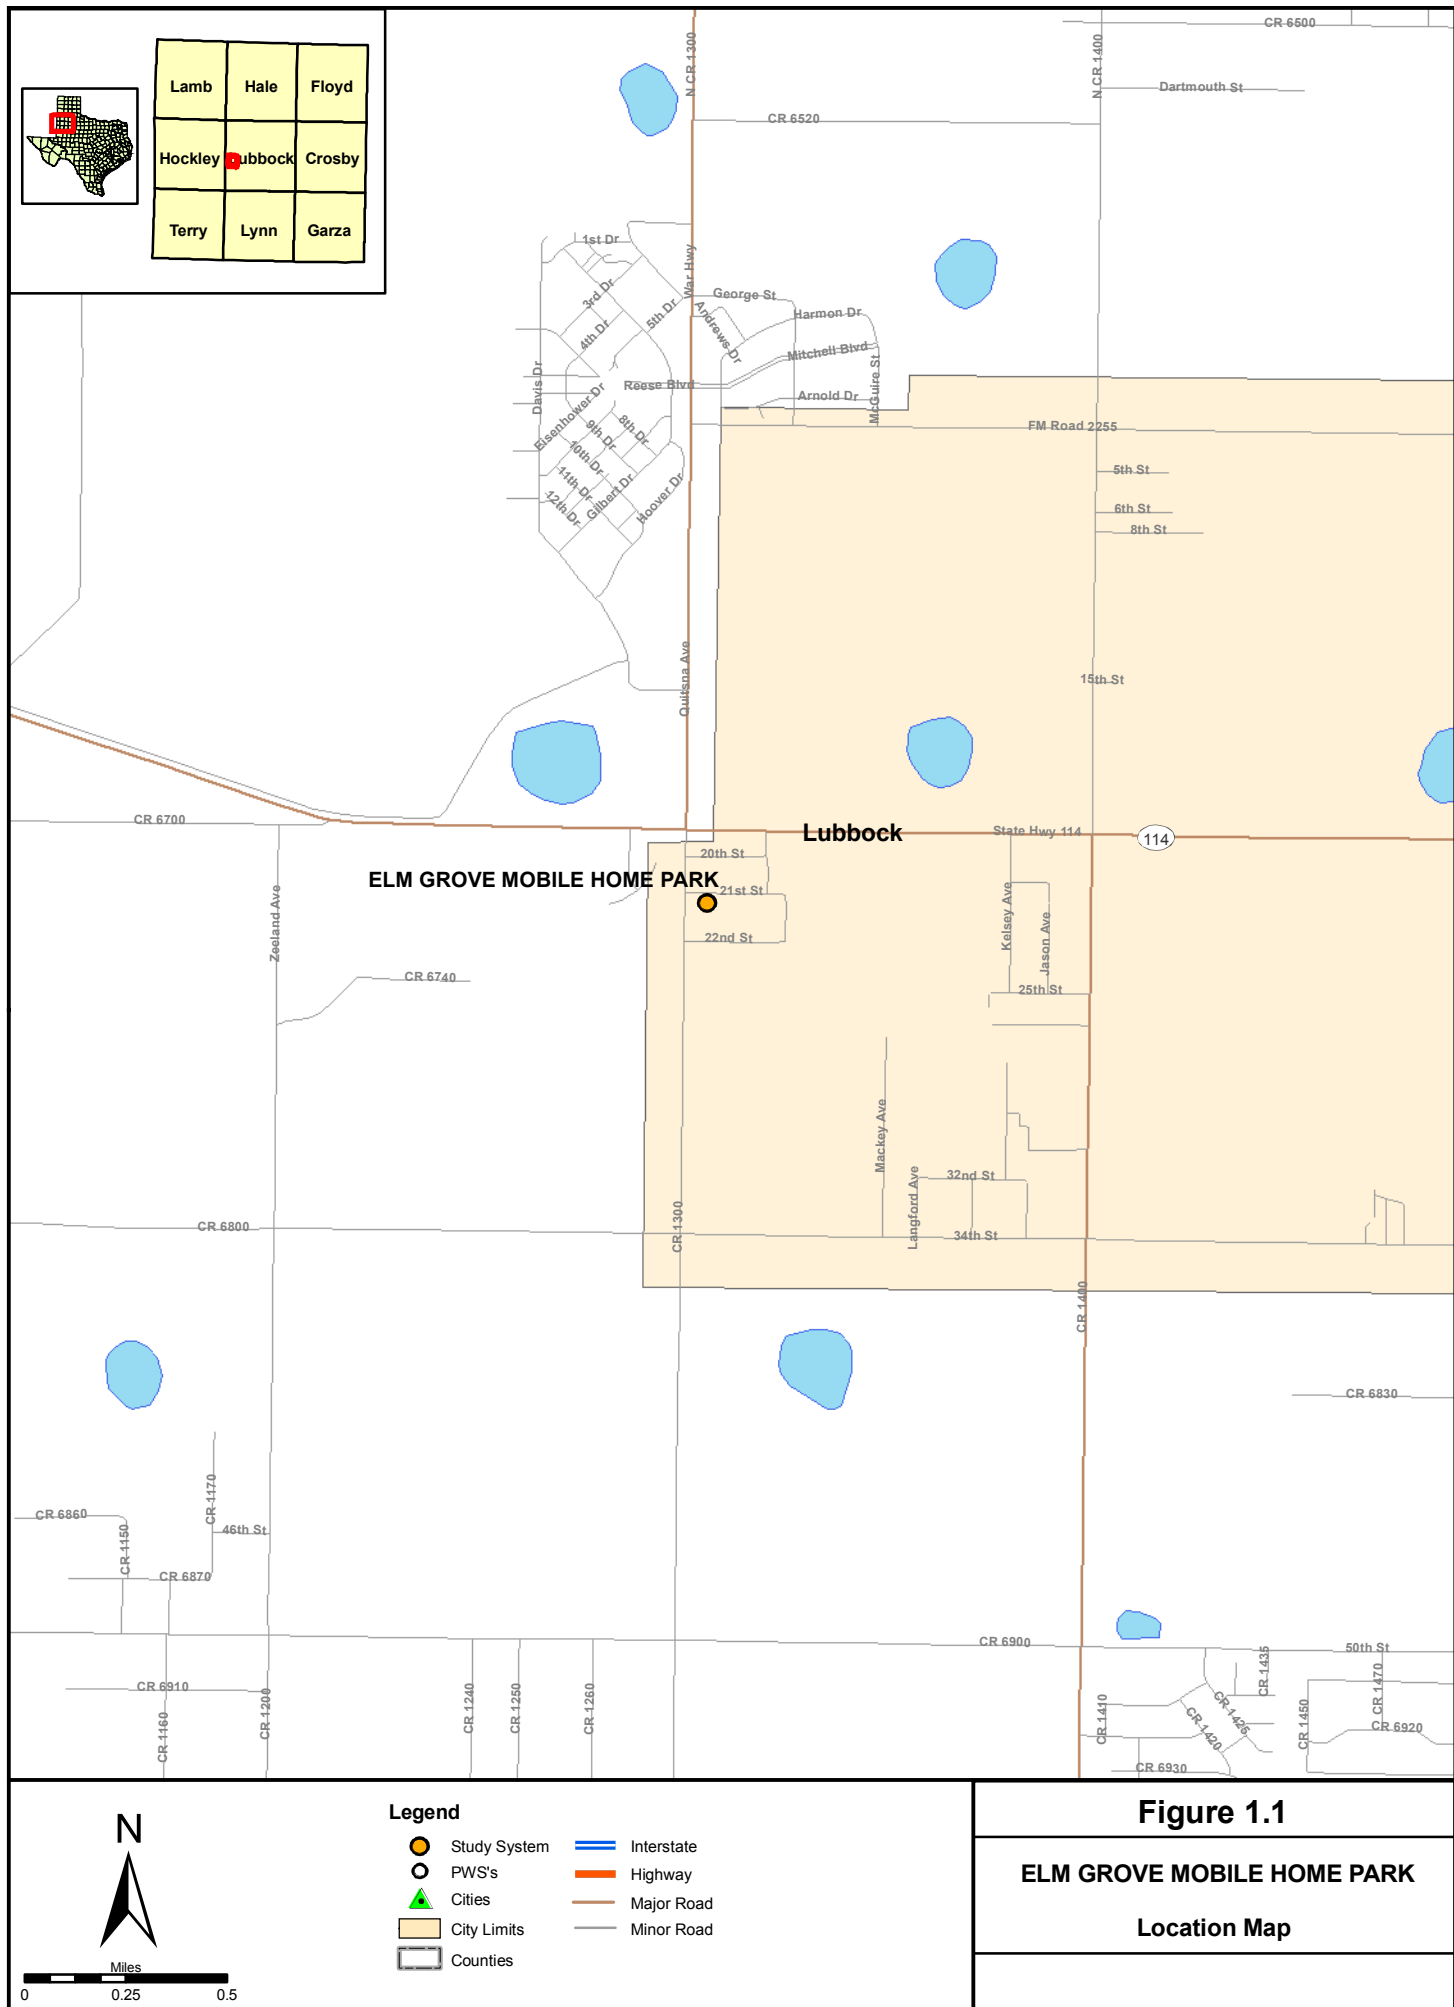 Lamb
Hale
Floyd
Hockley
ubbock
Crosby
Terry
Lynn
Garza
CR 6500
N CR 1300
N CR 1400
Dartmouth St
CR 6520
1st Dr
War Hwy
3rd Dr
George St
4th Dr
5th Dr
Andrews Dr
Harmon Dr
Mitchell Blvd
Davis Dr
Reese Blvd
McGuire St
Arnold Dr
Eisenhower Dr
9th Dr
8th Dr
FM Road 2255
10th Dr
11th Dr
12th Dr
Gilbert Dr
Hoover Dr
5th St
6th St
8th St
Quitsna Ave
15th St
CR 6700
Lubbock
State Hwy 114
114
20th St
ELM GROVE MOBILE HOME PARK
21st St
22nd St
Zeeland Ave
Kelsey Ave
Jason Ave
CR 6740
25th St
Mackey Ave
Langford Ave
32nd St
CR 6800
CR 1300
34th St
CR 1400
CR 6830
CR 1170
CR 6860
CR 1150
46th St
CR 6870
CR 6900
50th St
CR 6910
CR 1160
CR 1200
CR 1240
CR 1250
CR 1260
CR 1410
CR 1420
CR 1425
CR 1435
CR 1450
CR 1470
CR 6920
CR 6930
N
Miles
0
0.25
0.5
Legend
Study System
PWS's
Cities
City Limits
Counties
Interstate
Highway
Major Road
Minor Road
Figure 1.1
ELM GROVE MOBILE HOME PARK
Location Map